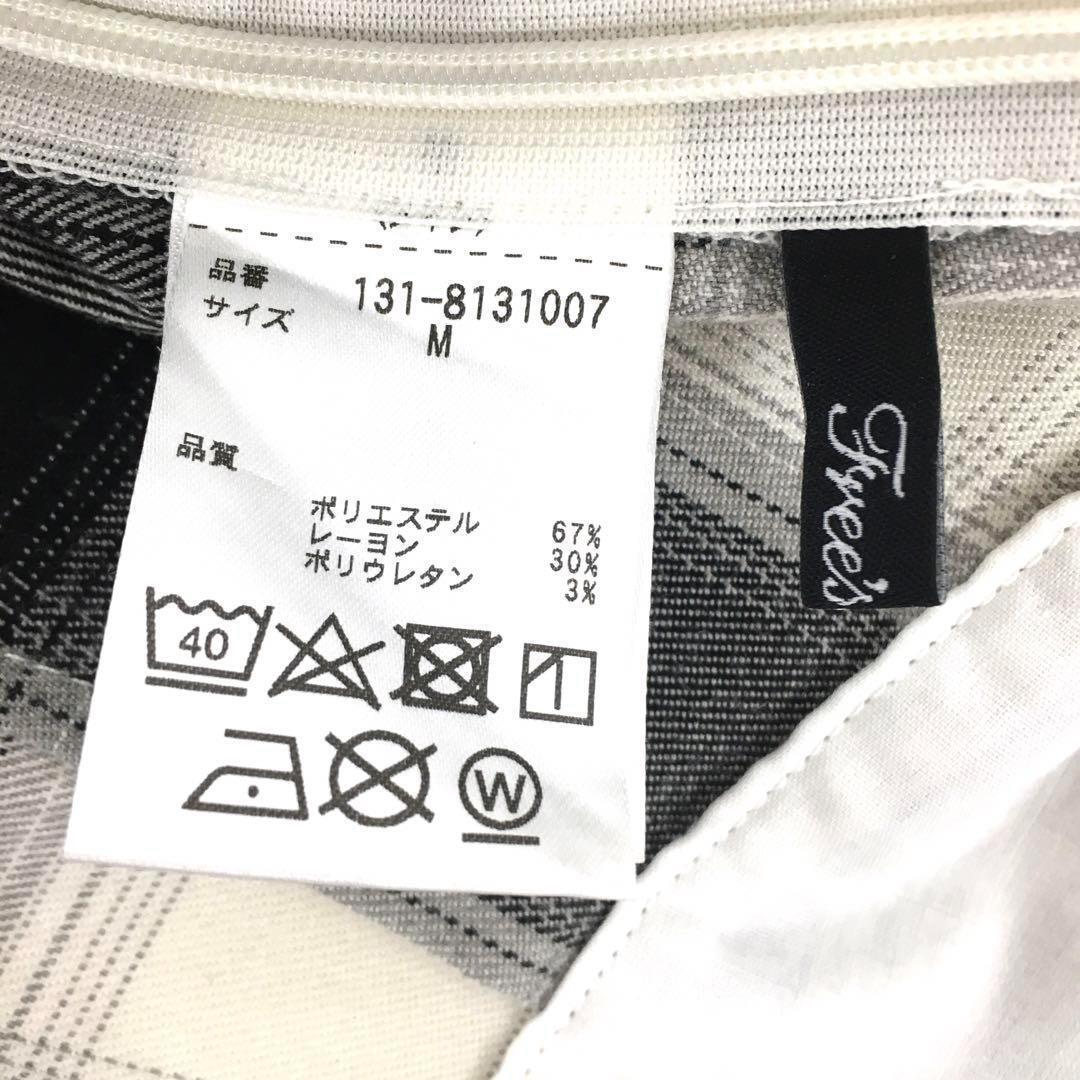 品番 131-8131007
サイズ M
品質
ポリエステル 67%
レーヨン 30%
ポリウレタン 3%
40
W
Tvee's